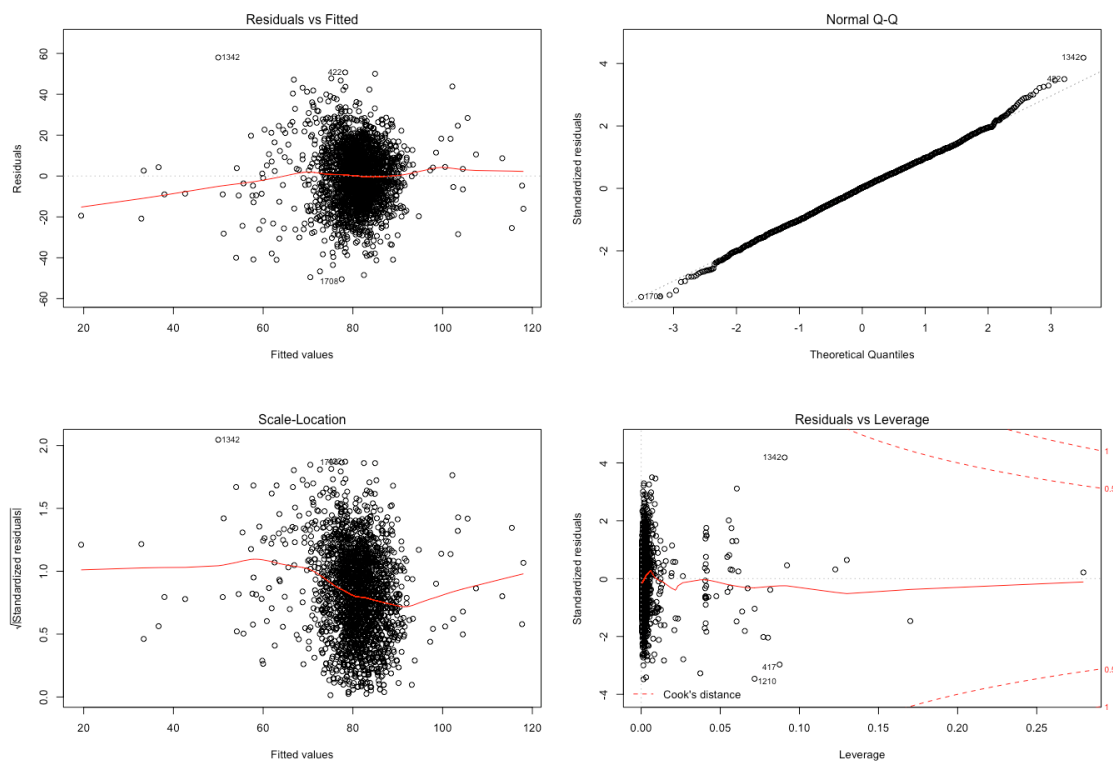 Residuals vs Fitted
Residuals
60
40
20
0
-20
-40
-60
1342
422
1708
20 40 60 80 100 120
Fitted values
Normal Q-Q
Standardized residuals
4
2
0
-2
1342
422
1708
-3 -2 -1 0 1 2 3
Theoretical Quantiles
Scale-Location
√|Standardized residuals|
2.0
1.5
1.0
0.5
0.0
1342
422
20 40 60 80 100 120
Fitted values
Residuals vs Leverage
Standardized residuals
4
2
0
-2
-4
1342
417
1210
1
0.5
0.5
1
Cook's distance
0.00 0.05 0.10 0.15 0.20 0.25
Leverage